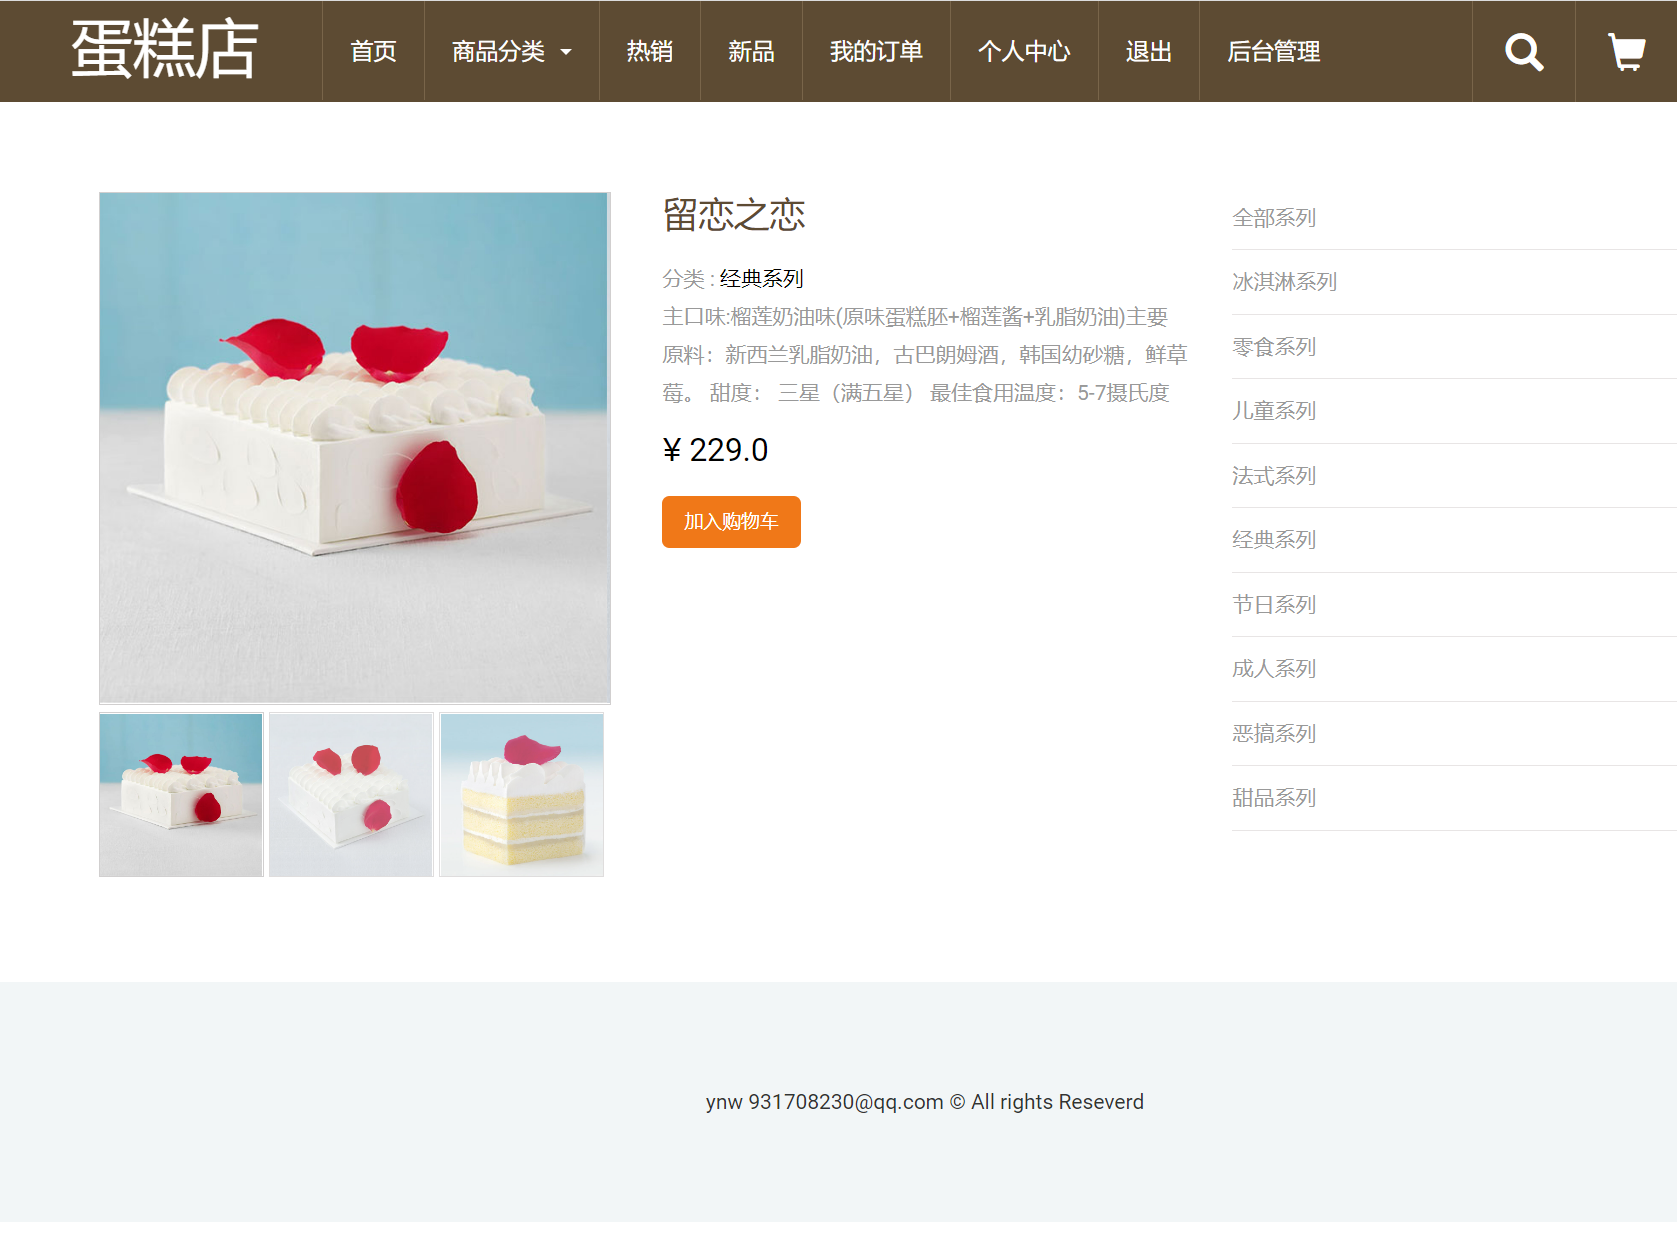 蛋糕店
首页
商品分类
热销
新品
我的订单
个人中心
退出
后台管理
留恋之恋
分类 : 经典系列
主口味:榴莲奶油味(原味蛋糕胚+榴莲酱+乳脂奶油)主要
原料：新西兰乳脂奶油，古巴朗姆酒，韩国幼砂糖，鲜草
莓。 甜度： 三星（满五星） 最佳食用温度：5-7摄氏度
¥ 229.0
加入购物车
全部系列
冰淇淋系列
零食系列
儿童系列
法式系列
经典系列
节日系列
成人系列
恶搞系列
甜品系列
ynw 931708230@qq.com © All rights Reseverd